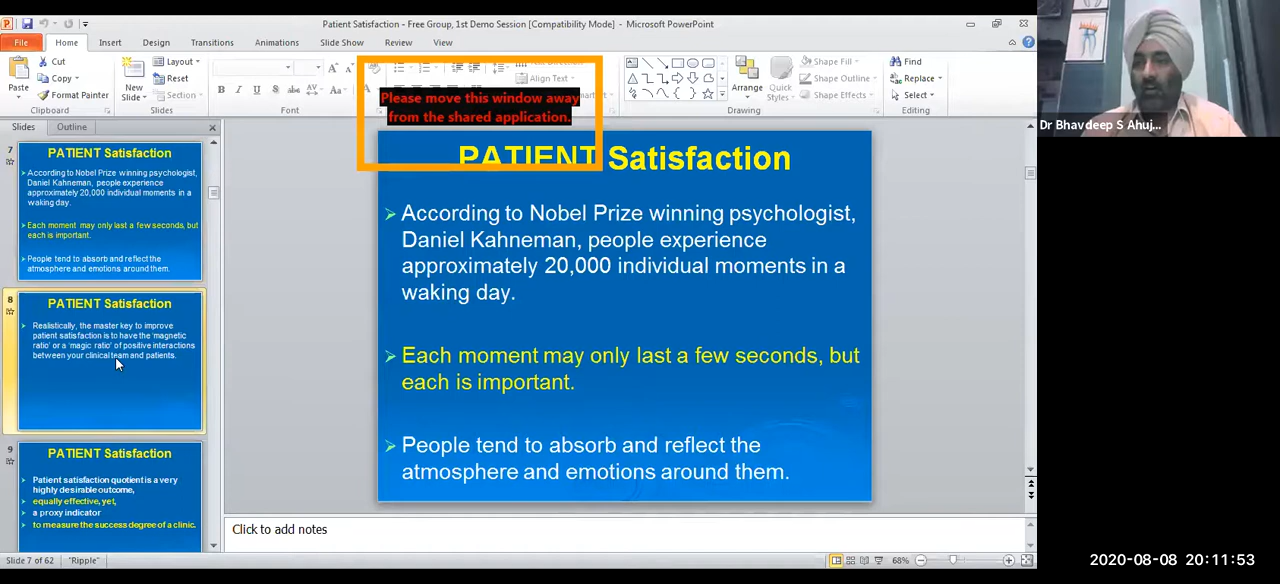 Patient Satisfaction - Free Group, 1st Demo Session [Compatibility Mode] - Microsoft PowerPoint
File Home Insert Design Transitions Animations Slide Show Review View
Paste
Cut
Copy
Format Painter
Clipboard
New
Slide
Layout
Reset
Section
Slides
B I U S abc AV Aa A
Font
Align Text
Arrange
Quick
Styles
Shape Fill
Shape Outline
Shape Effects
Drawing
Find
Replace
Select
Editing
Please move this window away
from the shared application.
Slides Outline
7
PATIENT Satisfaction
According to Nobel Prize winning psychologist,
Daniel Kahneman, people experience
approximately 20,000 individual moments in a
waking day.
Each moment may only last a few seconds, but
each is important.
People tend to absorb and reflect the
atmosphere and emotions around them.
8
PATIENT Satisfaction
Realistically, the master key to improve
patient satisfaction is to have the 'magnetic
ratio' or a 'magic ratio' of positive interactions
between your clinical team and patients.
9
PATIENT Satisfaction
Patient satisfaction quotient is a very
highly desirable outcome,
equally effective, yet,
a proxy indicator
to measure the success degree of a clinic.
PATIENT Satisfaction
According to Nobel Prize winning psychologist,
Daniel Kahneman, people experience
approximately 20,000 individual moments in a
waking day.
Each moment may only last a few seconds, but
each is important.
People tend to absorb and reflect the
atmosphere and emotions around them.
Click to add notes
Slide 7 of 62 "Ripple" 68%
Dr Bhavdeep S Ahuj...
2020-08-08 20:11:53